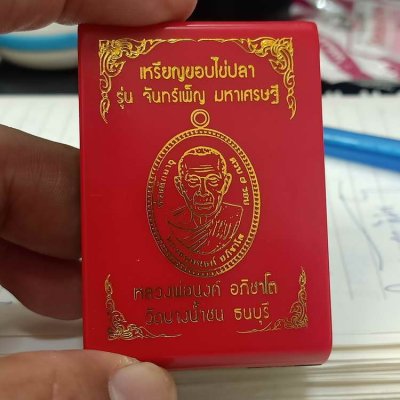 เหรียญขอบไข่ปลา
รุ่น จันทร์เพ็ญ มหาเศรษฐี
หลวงพ่อณงค์ อภิชาโต
วัดนางน้ำชน ธนบุรี